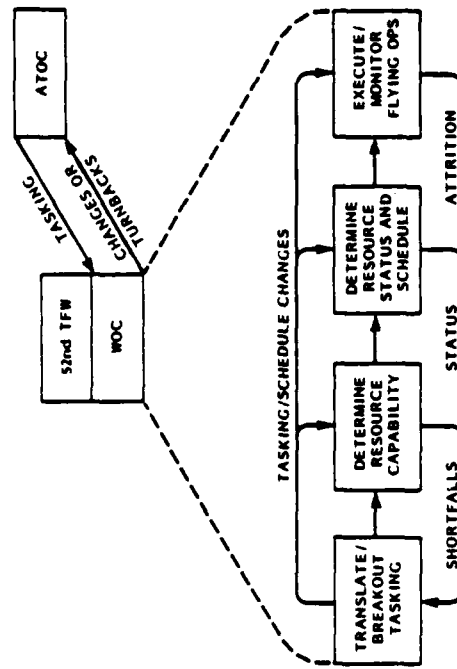 ATOC
TASKING
CHANGES OR
TURNBACKS
52nd TFW
WOC
TASKING/SCHEDULE CHANGES
TRANSLATE/
BREAKOUT
TASKING
DETERMINE
RESOURCE
CAPABILITY
DETERMINE
RESOURCE
STATUS AND
SCHEDULE
EXECUTE/
MONITOR
FLYING OPS
SHORTFALLS
STATUS
ATTRITION